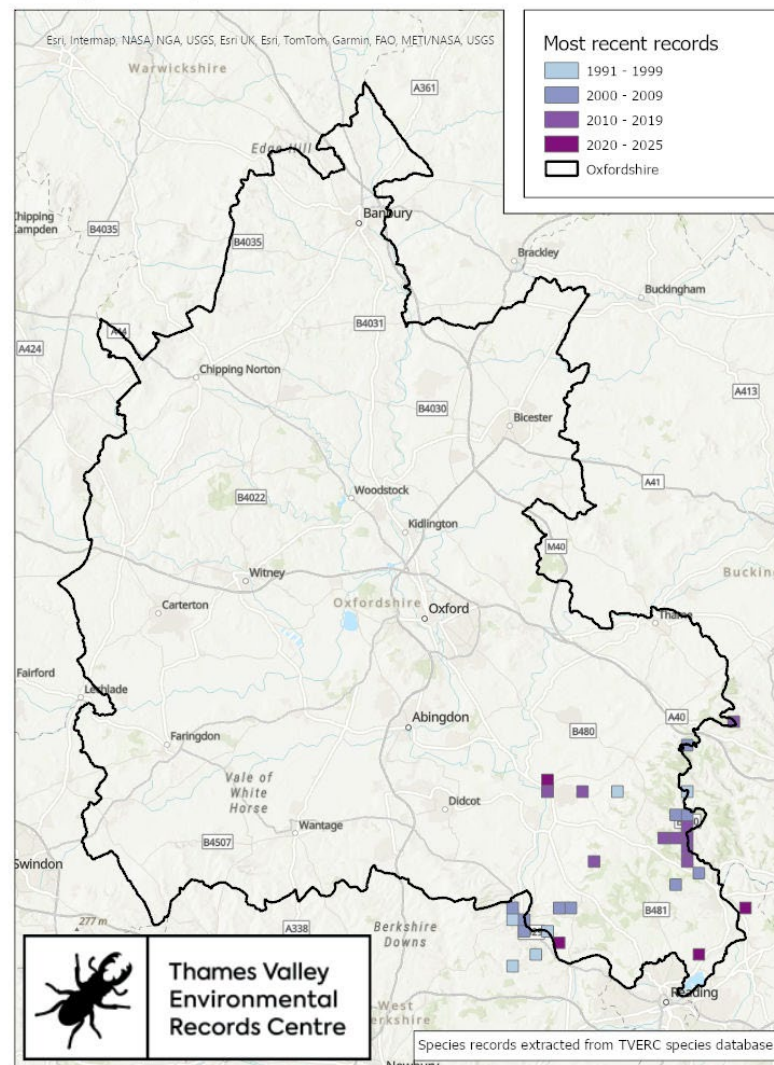 Esri, Intermap, NASA, NGA, USGS, Esri UK, Esri, TomTom, Garmin, FAO, METI/NASA, USGS
Most recent records
1991 - 1999
2000 - 2009
2010 - 2019
2020 - 2025
Oxfordshire
Warwickshire
A361
Edge Hill
Chipping
Campden
B4035
B4035
Banbury
Brackley
Buckingham
A44
B4031
A424
Chipping Norton
B4030
A413
Bicester
A41
B4022
Woodstock
Kidlington
M40
Witney
Oxfordshire
Oxford
Carterton
Thame
Fairford
Lechlade
A40
Abingdon
B480
Faringdon
Vale of
White
Horse
Didcot
Wantage
B4507
Swindon
B481
277 m
A338
Berkshire
Downs
Reading
West
Newbury
Thames Valley
Environmental
Records Centre
Species records extracted from TVERC species database